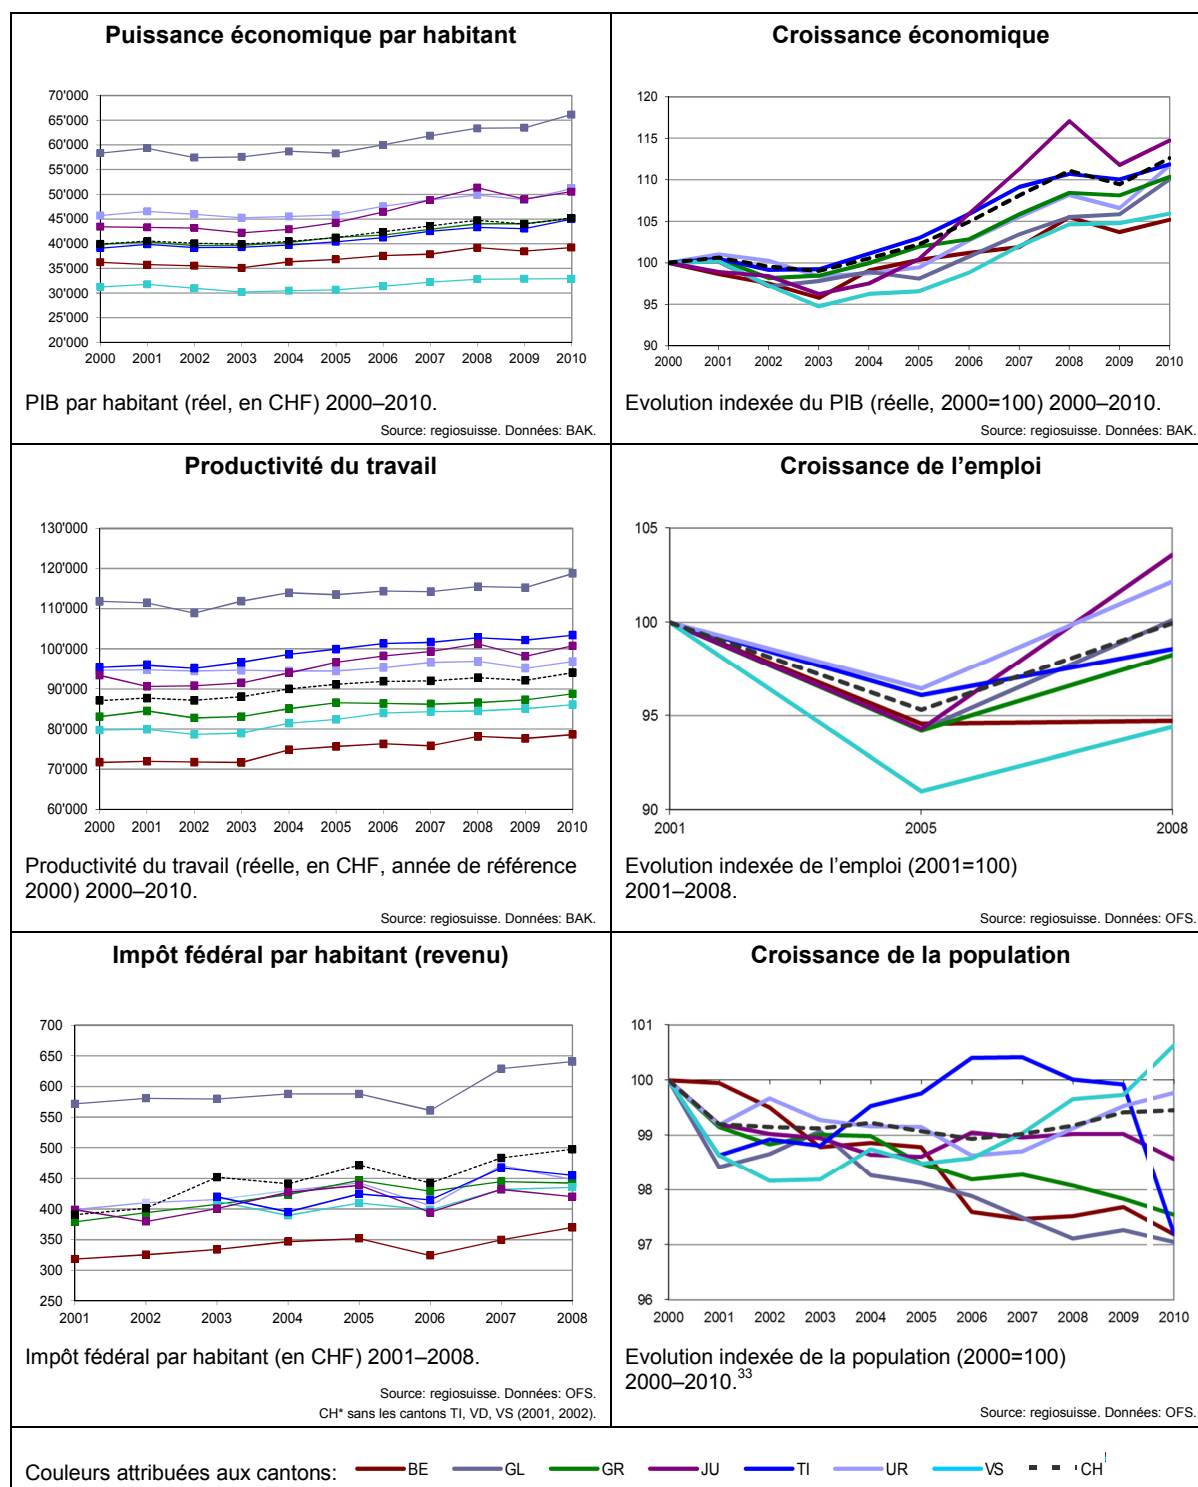 Puissance économique par habitant
70'000
65'000
60'000
55'000
50'000
45'000
40'000
35'000
30'000
25'000
20'000
2000 2001 2002 2003 2004 2005 2006 2007 2008 2009 2010
PIB par habitant (réel, en CHF) 2000–2010.
Source: regiosuisse. Données: BAK.
Croissance économique
120
115
110
105
100
95
90
2000 2001 2002 2003 2004 2005 2006 2007 2008 2009 2010
Evolution indexée du PIB (réelle, 2000=100) 2000–2010.
Source: regiosuisse. Données: BAK.
Productivité du travail
130'000
120'000
110'000
100'000
90'000
80'000
70'000
60'000
2000 2001 2002 2003 2004 2005 2006 2007 2008 2009 2010
Productivité du travail (réelle, en CHF, année de référence
2000) 2000–2010.
Source: regiosuisse. Données: BAK.
Croissance de l’emploi
105
100
95
90
2001 2005 2008
Evolution indexée de l’emploi (2001=100)
2001–2008.
Source: regiosuisse. Données: OFS.
Impôt fédéral par habitant (revenu)
700
650
600
550
500
450
400
350
300
250
2001 2002 2003 2004 2005 2006 2007 2008
Impôt fédéral par habitant (en CHF) 2001–2008.
Source: regiosuisse. Données: OFS.
CH* sans les cantons TI, VD, VS (2001, 2002).
Croissance de la population
101
100
99
98
97
96
2000 2001 2002 2003 2004 2005 2006 2007 2008 2009 2010
Evolution indexée de la population (2000=100)
2000–2010.33
Source: regiosuisse. Données: OFS.
Couleurs attribuées aux cantons: BE GL GR JU TI UR VS CH